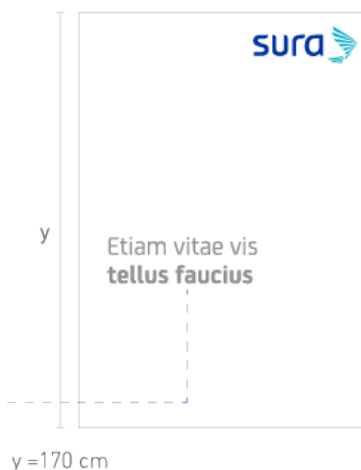 sura
y
Etiam vitae vis
tellus faucius
y =170 cm